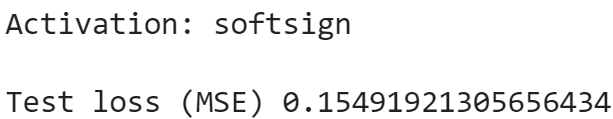 Activation: softsign
Test loss (MSE) 0.15491921305656434